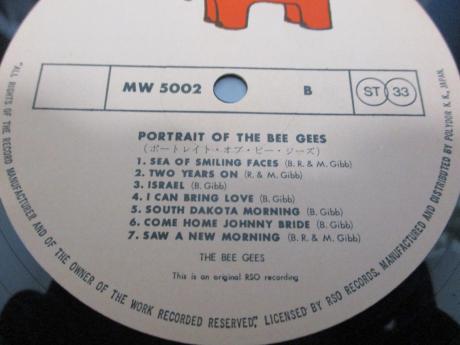 MW 5002 B ST 33
PORTRAIT OF THE BEE GEES
(ポートレイト・オブ・ビー・ジーズ)
1. SEA OF SMILING FACES (B. R. & M. Gibb)
2. TWO YEARS ON (R. & M. Gibb)
3. ISRAEL (B. Gibb)
4. I CAN BRING LOVE (B. Gibb)
5. SOUTH DAKOTA MORNING (B. Gibb)
6. COME HOME JOHNNY BRIDE (B. Gibb)
7. SAW A NEW MORNING (B. R. & M. Gibb)
THE BEE GEES
This is an original RSO recording
"ALL RIGHTS OF THE RECORD MANUFACTURER AND OF THE OWNER OF THE WORK RECORDED RESERVED", LICENSED BY RSO RECORDS. MANUFACTURED AND DISTRIBUTED BY POLYDOR K. K., JAPAN.